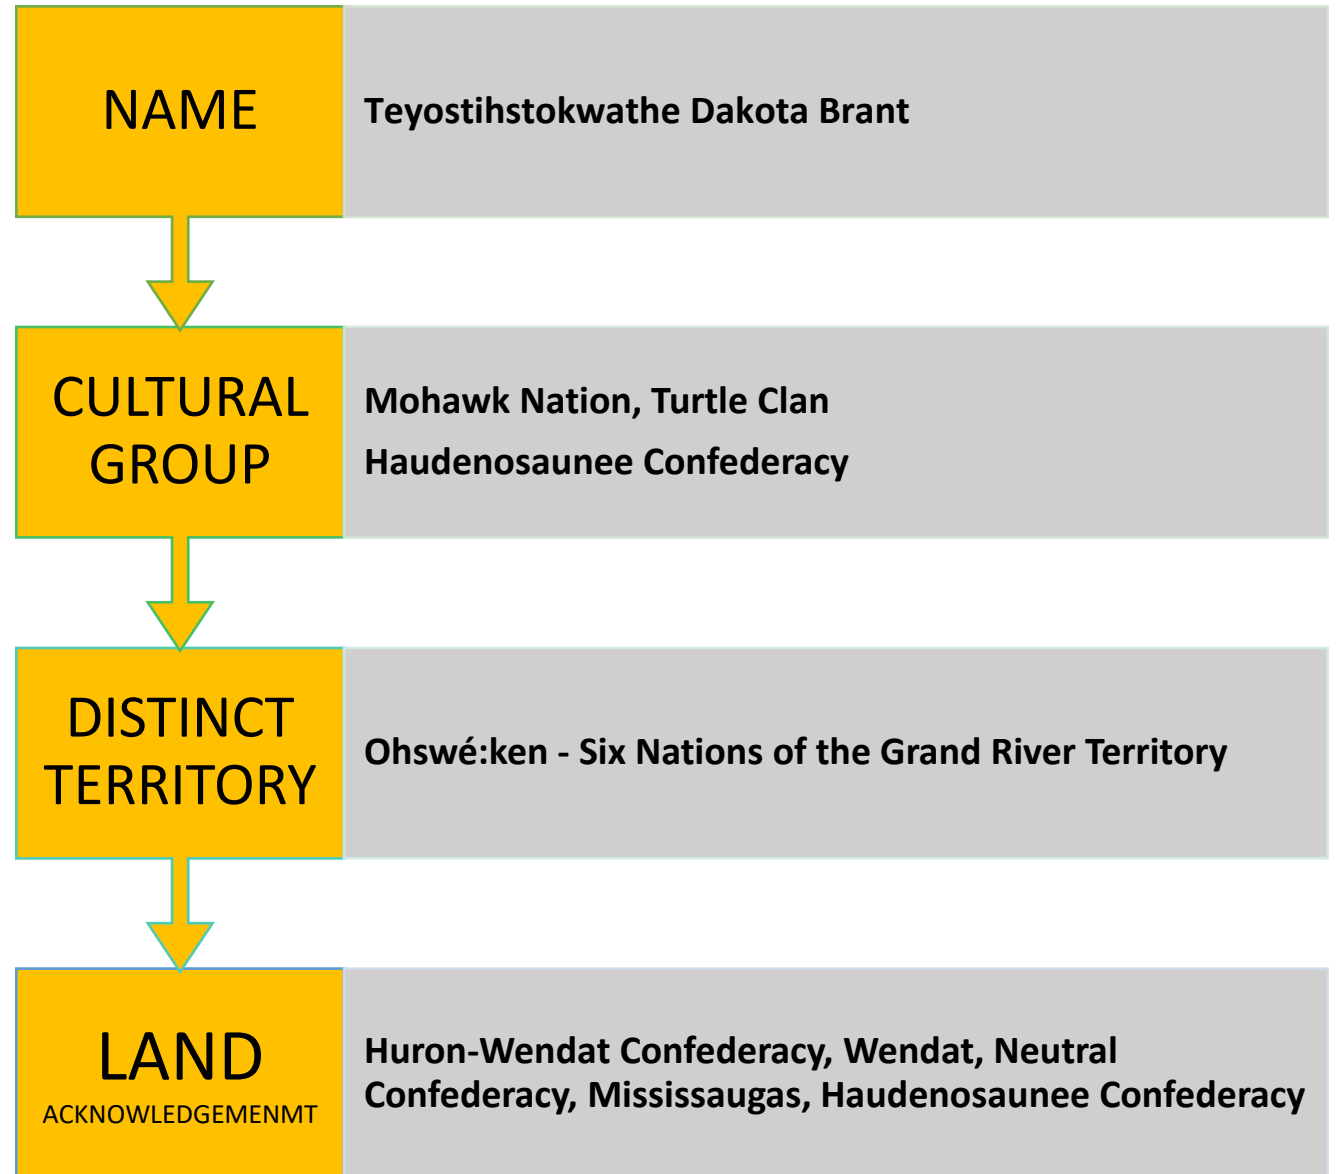 NAME
Teyostihstokwathe Dakota Brant
CULTURAL
GROUP
Mohawk Nation, Turtle Clan
Haudenosaunee Confederacy
DISTINCT
TERRITORY
Ohswé:ken - Six Nations of the Grand River Territory
LAND
ACKNOWLEDGEMENMT
Huron-Wendat Confederacy, Wendat, Neutral
Confederacy, Mississaugas, Haudenosaunee Confederacy